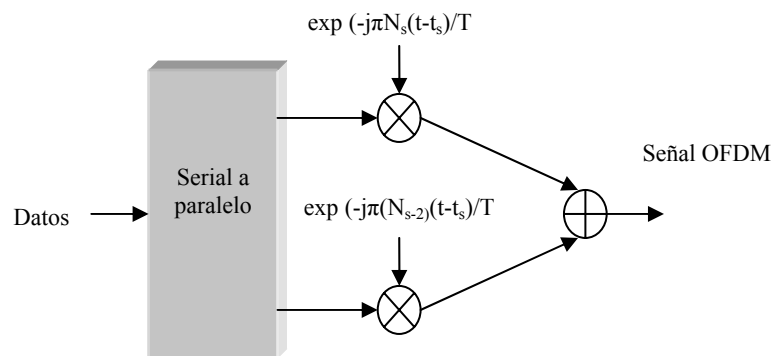 exp (-jπNₛ(t-tₛ)/T
Señal OFDM
Serial a
paralelo
exp (-jπ(Nₛ₋₂)(t-tₛ)/T
Datos